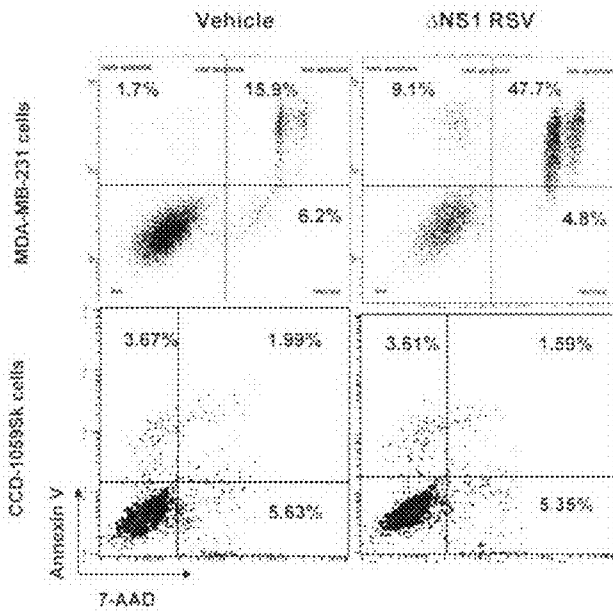 Vehicle
ΔNS1 RSV
MDA-MB-231 cells
1.7%
15.9%
6.2%
9.1%
47.7%
4.8%
CCD-1059Sk cells
3.67%
1.99%
5.63%
3.61%
1.59%
5.35%
Annexin V
7-AAD